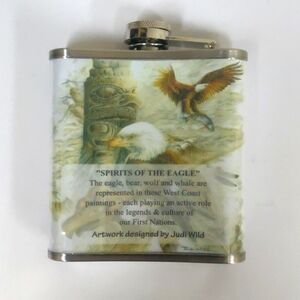 "SPIRITS OF THE EAGLE"
The eagle, bear, wolf and whale are
represented in these West Coast
paintings - each playing an active role
in the legends & culture of
our First Nations.
Artwork designed by Judi Wild